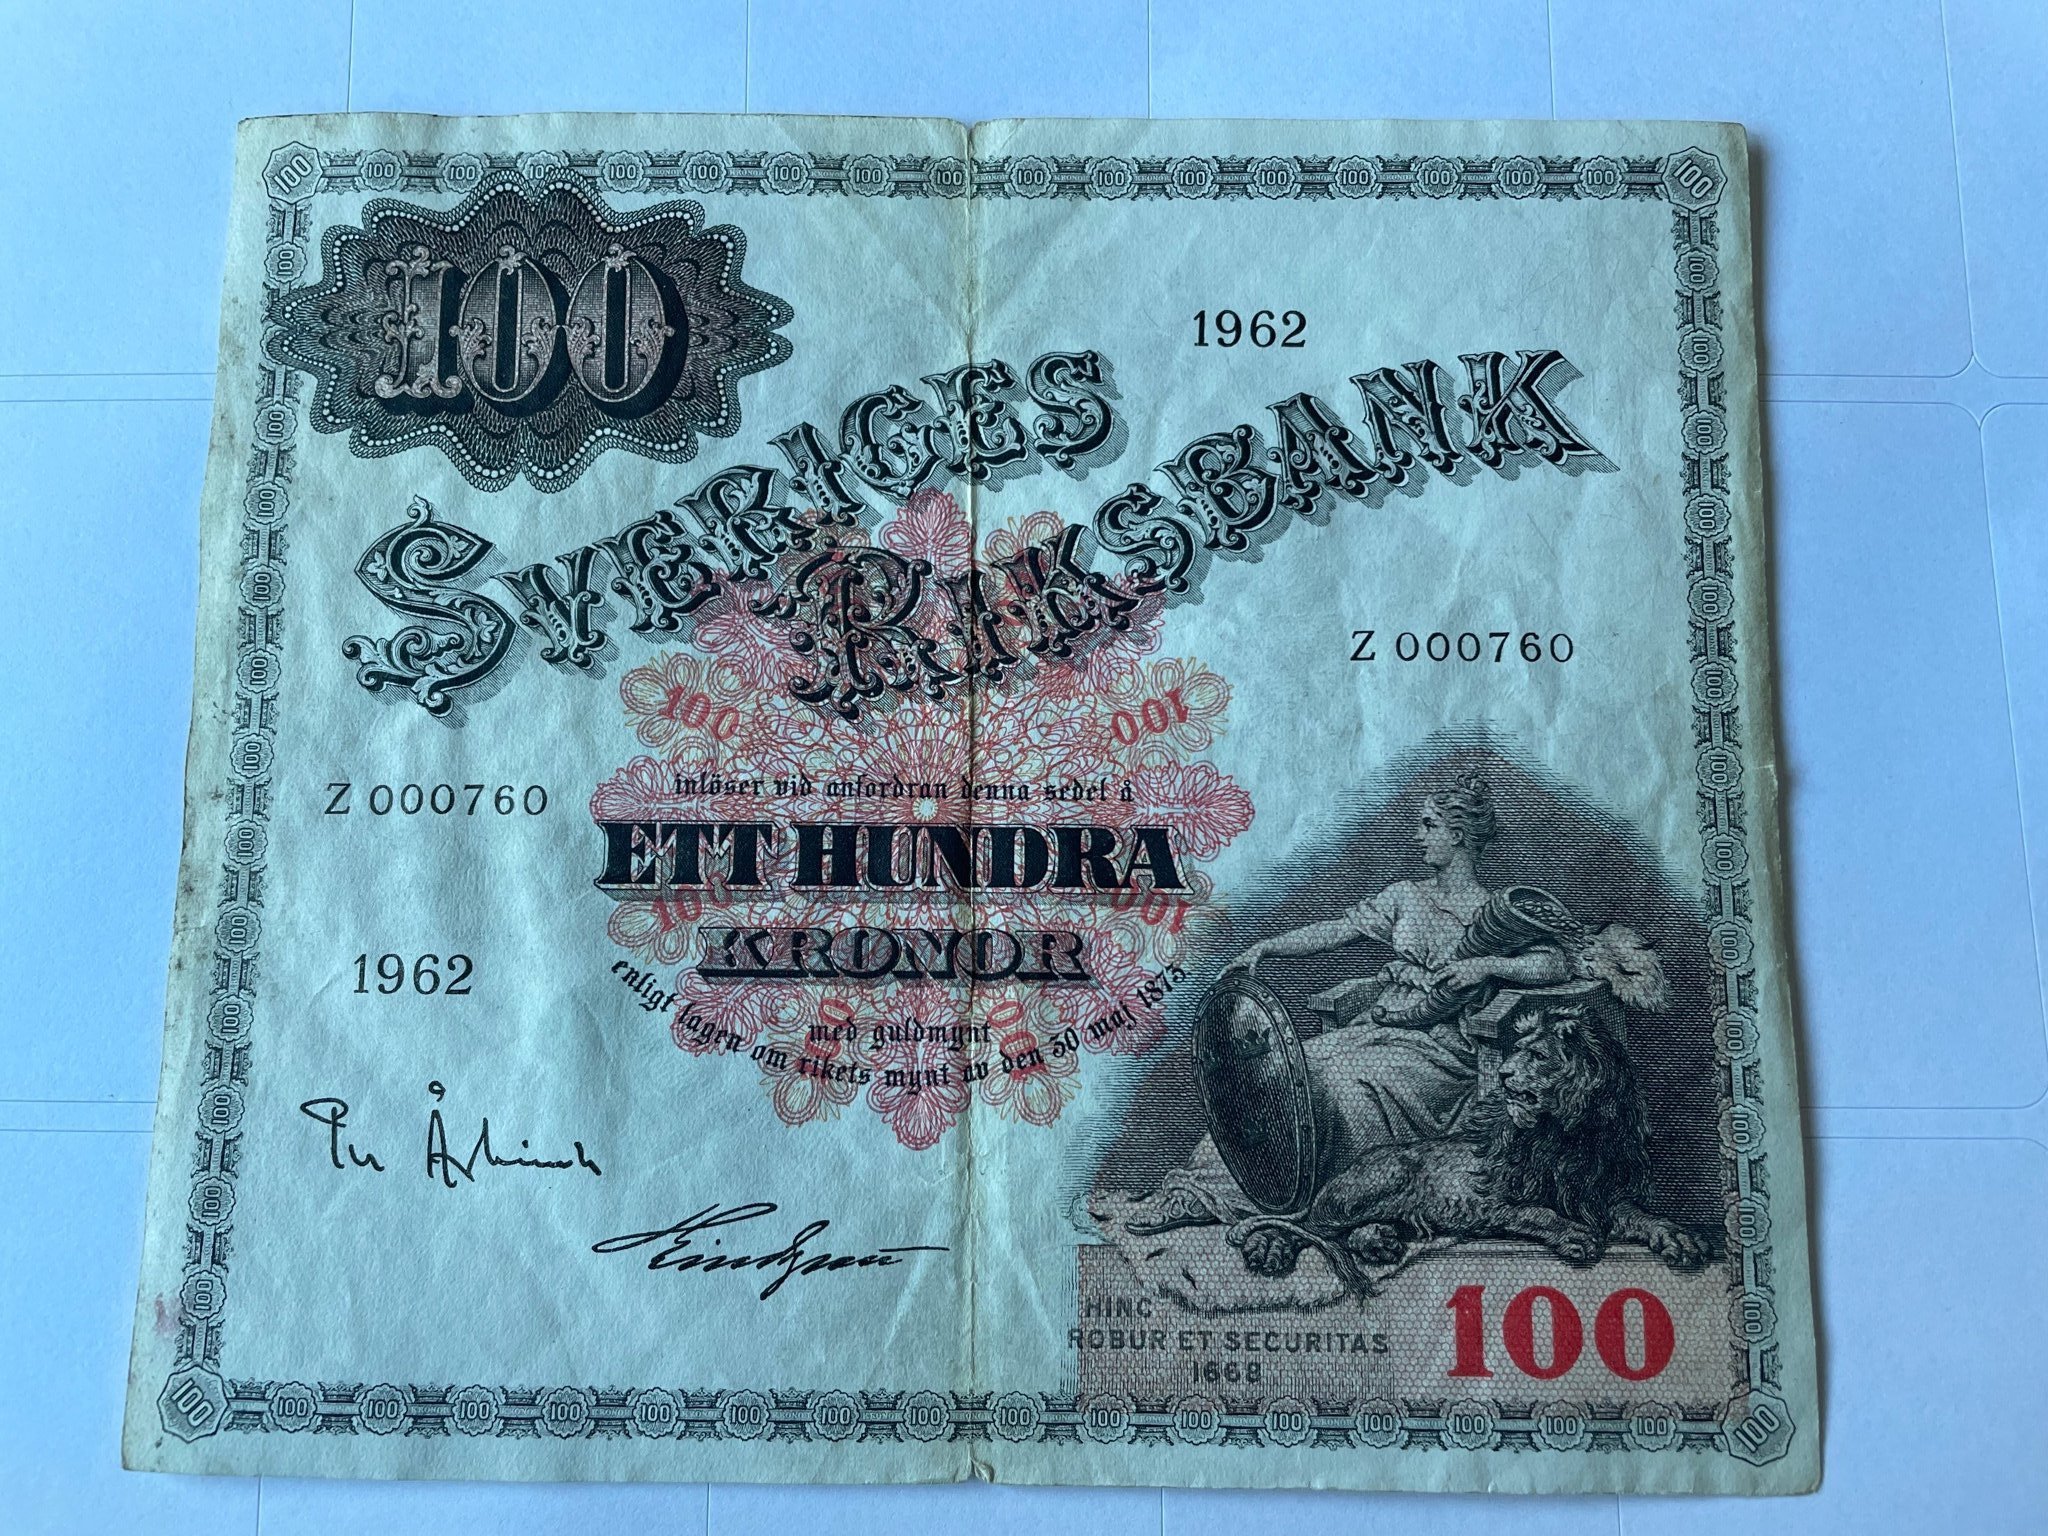 100
1962
SVERIGES
RIKSBANK
Z 000760
Z 000760
inlöser vid anfordran denna sedel å
ETT HUNDRA
KRONOR
med guldmynt
enligt lagen om rikets mynt av den 30 maj 1873
1962
HINC
ROBUR ET SECURITAS
1668
100